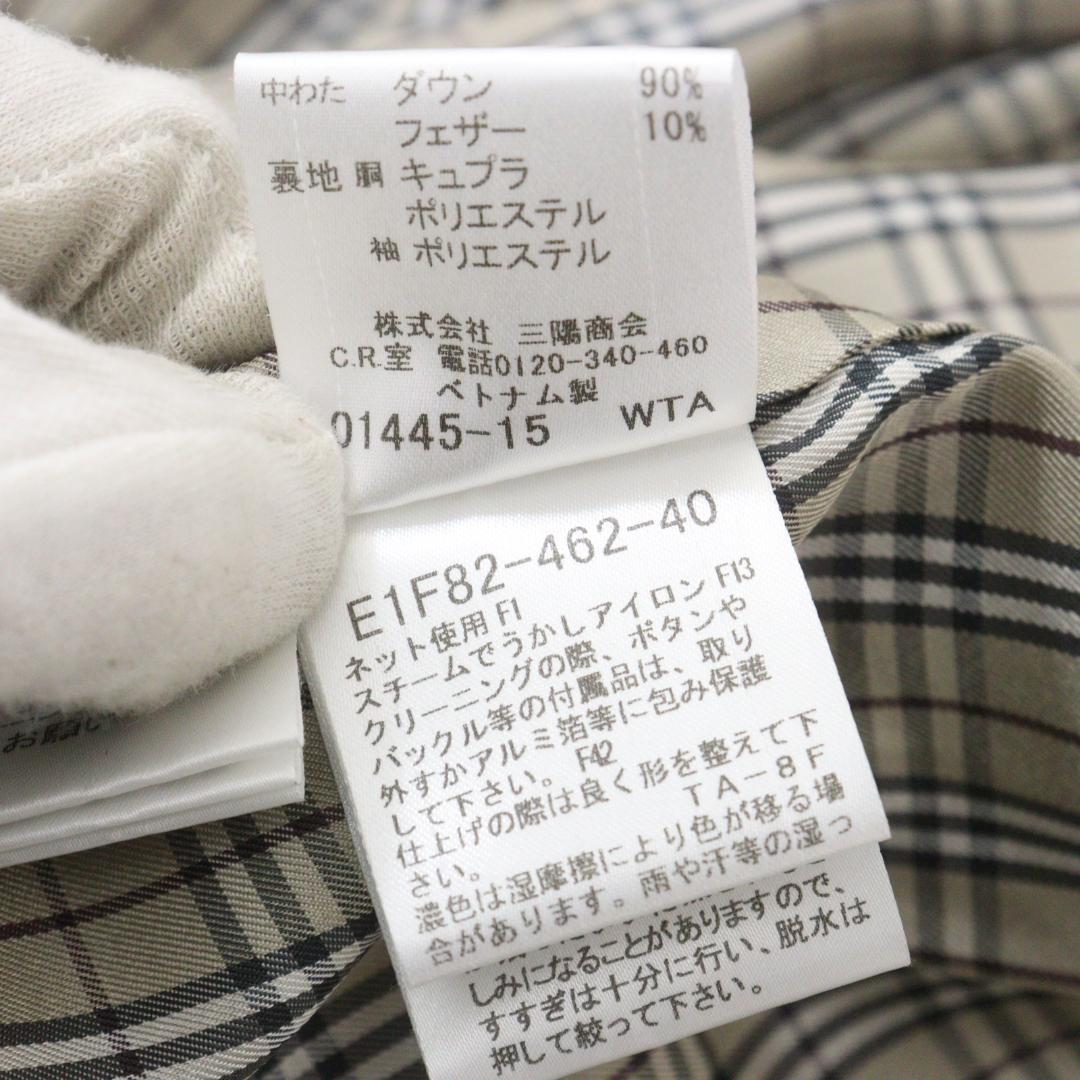 中わた ダウン 90%
フェザー 10%
裏地 胴 キュプラ
ポリエステル
袖 ポリエステル
株式会社 三陽商会
C.R.室 電話0120-340-460
ベトナム製
01445-15 WTA
E1F82-462-40
ネット使用 F1
スチームでうかしアイロン F13
クリーニングの際、ボタンや
バックル等の付属品は、取り
外すかアルミ箔等に包み保護
して下さい。 F42
仕上げの際は良く形を整えて下
さい。 TA-8F
濃色は湿摩擦により色が移る場
合があります。雨や汗等の湿っ
しみになることがありますので、
すすぎは十分に行い、脱水は
押して絞って下さい。
お願い